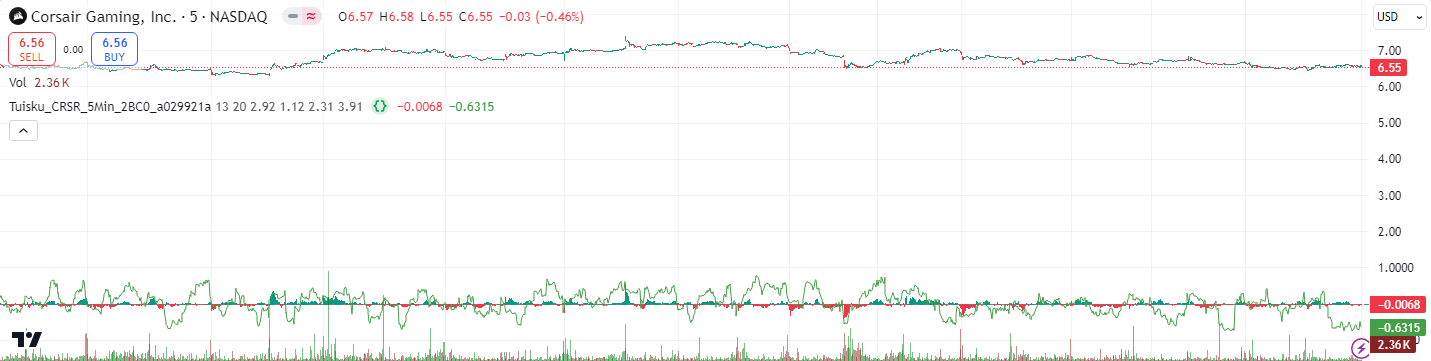 Corsair Gaming, Inc. · 5 · NASDAQ O6.57 H6.58 L6.55 C6.55 −0.03 (−0.46%)
USD
6.56 0.00 6.56
SELL BUY
Vol 2.36 K
Tuisku_CRSR_5Min_2BC0_a029921a 13 20 2.92 1.12 2.31 3.91 {} −0.0068 −0.6315
7.00
6.55
6.00
5.00
4.00
3.00
2.00
1.0000
−0.0068
−0.6315
2.36 K